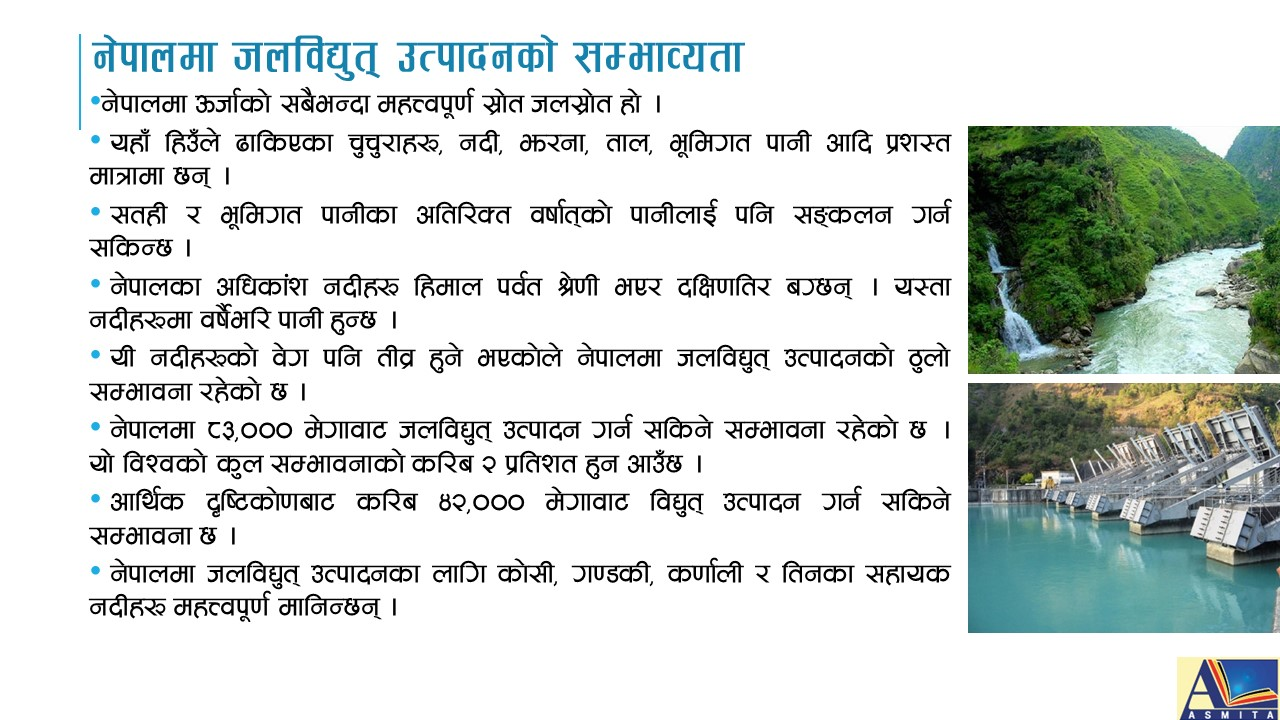 नेपालमा जलविद्युत् उत्पादनको सम्भाव्यता
•नेपालमा ऊर्जाको सबैभन्दा महत्त्वपूर्ण स्रोत जलस्रोत हो ।
• यहाँ हिउँले ढाकिएका चुचुराहरु, नदी, झरना, ताल, भूमिगत पानी आदि प्रशस्त
मात्रामा छन् ।
• सतही र भूमिगत पानीका अतिरिक्त वर्षात्को पानीलाई पनि सङ्कलन गर्न
सकिन्छ ।
• नेपालका अधिकांश नदीहरु हिमाल पर्वत श्रेणी भएर दक्षिणतिर बग्छन् । यस्ता
नदीहरुमा वर्षैभरि पानी हुन्छ ।
• यी नदीहरुको वेग पनि तीव्र हुने भएकोले नेपालमा जलविद्युत् उत्पादनको ठुलो
सम्भावना रहेको छ ।
• नेपालमा ८३,००० मेगावाट जलविद्युत् उत्पादन गर्न सकिने सम्भावना रहेको छ ।
यो विश्वको कुल सम्भावनाको करिब २ प्रतिशत हुन आउँछ ।
• आर्थिक दृष्टिकोणबाट करिब ४२,००० मेगावाट विद्युत् उत्पादन गर्न सकिने
सम्भावना छ ।
• नेपालमा जलविद्युत् उत्पादनका लागि कोसी, गण्डकी, कर्णाली र तिनका सहायक
नदीहरु महत्त्वपूर्ण मानिन्छन् ।
ASMITA